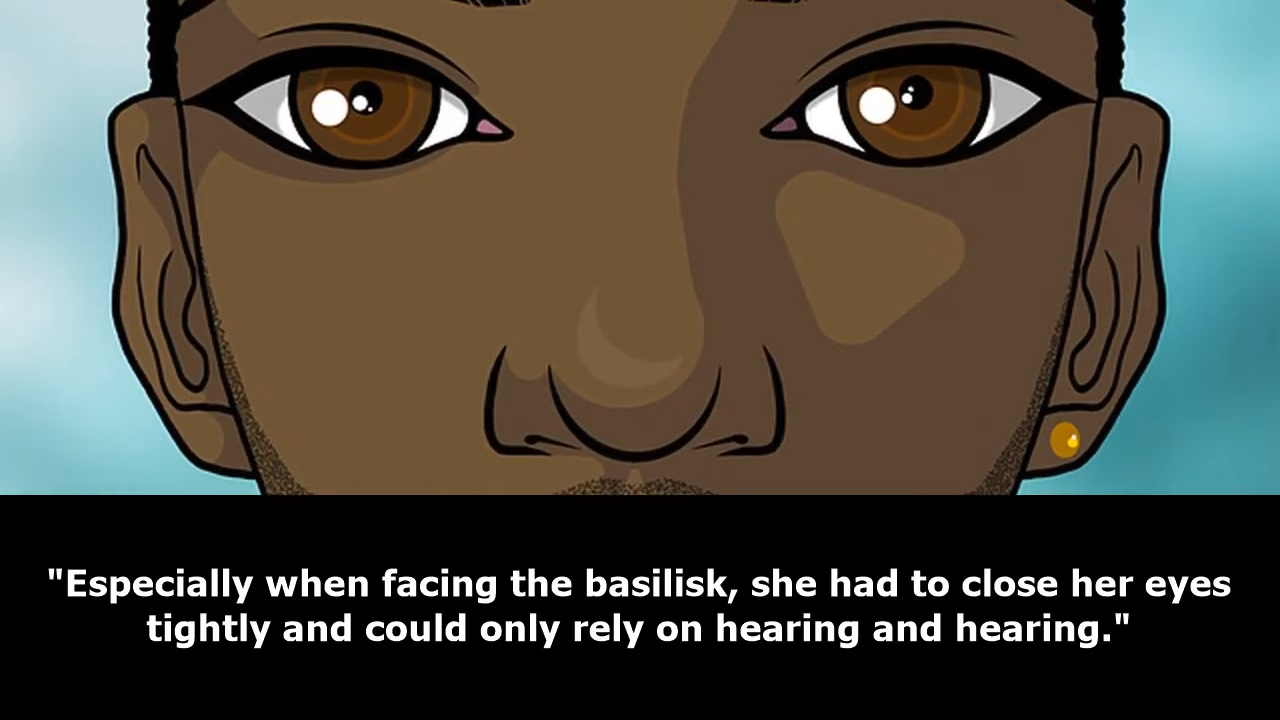 "Especially when facing the basilisk, she had to close her eyes
tightly and could only rely on hearing and hearing."